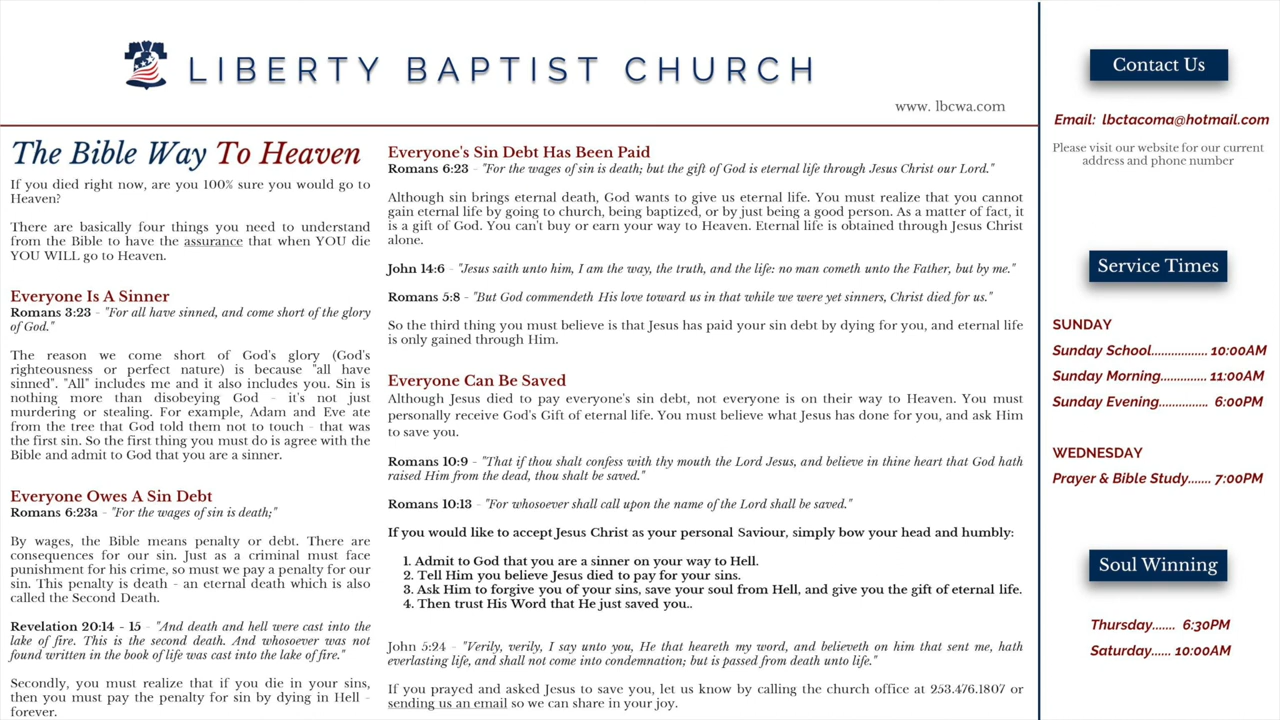 LIBERTY BAPTIST CHURCH
www. lbcwa.com
The Bible Way To Heaven
If you died right now, are you 100% sure you would go to
Heaven?
There are basically four things you need to understand
from the Bible to have the assurance that when YOU die
YOU WILL go to Heaven.
Everyone Is A Sinner
Romans 3:23 - "For all have sinned, and come short of the glory
of God."
The reason we come short of God's glory (God's
righteousness or perfect nature) is because "all have
sinned". "All" includes me and it also includes you. Sin is
nothing more than disobeying God - it's not just
murdering or stealing. For example, Adam and Eve ate
from the tree that God told them not to touch - that was
the first sin. So the first thing you must do is agree with the
Bible and admit to God that you are a sinner.
Everyone Owes A Sin Debt
Romans 6:23a - "For the wages of sin is death;"
By wages, the Bible means penalty or debt. There are
consequences for our sin. Just as a criminal must face
punishment for his crime, so must we pay a penalty for our
sin. This penalty is death - an eternal death which is also
called the Second Death.
Revelation 20:14 - 15 - "And death and hell were cast into the
lake of fire. This is the second death. And whosoever was not
found written in the book of life was cast into the lake of fire."
Secondly, you must realize that if you die in your sins,
then you must pay the penalty for sin by dying in Hell -
forever.
Everyone's Sin Debt Has Been Paid
Romans 6:23 - "For the wages of sin is death; but the gift of God is eternal life through Jesus Christ our Lord."
Although sin brings eternal death, God wants to give us eternal life. You must realize that you cannot
gain eternal life by going to church, being baptized, or by just being a good person. As a matter of fact, it
is a gift of God. You can't buy or earn your way to Heaven. Eternal life is obtained through Jesus Christ
alone.
John 14:6 - "Jesus saith unto him, I am the way, the truth, and the life: no man cometh unto the Father, but by me."
Romans 5:8 - "But God commendeth His love toward us in that while we were yet sinners, Christ died for us."
So the third thing you must believe is that Jesus has paid your sin debt by dying for you, and eternal life
is only gained through Him.
Everyone Can Be Saved
Although Jesus died to pay everyone's sin debt, not everyone is on their way to Heaven. You must
personally receive God's Gift of eternal life. You must believe what Jesus has done for you, and ask Him
to save you.
Romans 10:9 - "That if thou shalt confess with thy mouth the Lord Jesus, and believe in thine heart that God hath
raised Him from the dead, thou shalt be saved."
Romans 10:13 - "For whosoever shall call upon the name of the Lord shall be saved."
If you would like to accept Jesus Christ as your personal Saviour, simply bow your head and humbly:
1. Admit to God that you are a sinner on your way to Hell.
2. Tell Him you believe Jesus died to pay for your sins.
3. Ask Him to forgive you of your sins, save your soul from Hell, and give you the gift of eternal life.
4. Then trust His Word that He just saved you..
John 5:24 - "Verily, verily, I say unto you, He that heareth my word, and believeth on him that sent me, hath
everlasting life, and shall not come into condemnation; but is passed from death unto life."
If you prayed and asked Jesus to save you, let us know by calling the church office at 253.476.1807 or
sending us an email so we can share in your joy.
Contact Us
Email: lbctacoma@hotmail.com
Please visit our website for our current
address and phone number
Service Times
SUNDAY
Sunday School................. 10:00AM
Sunday Morning.............. 11:00AM
Sunday Evening............... 6:00PM
WEDNESDAY
Prayer & Bible Study....... 7:00PM
Soul Winning
Thursday....... 6:30PM
Saturday...... 10:00AM